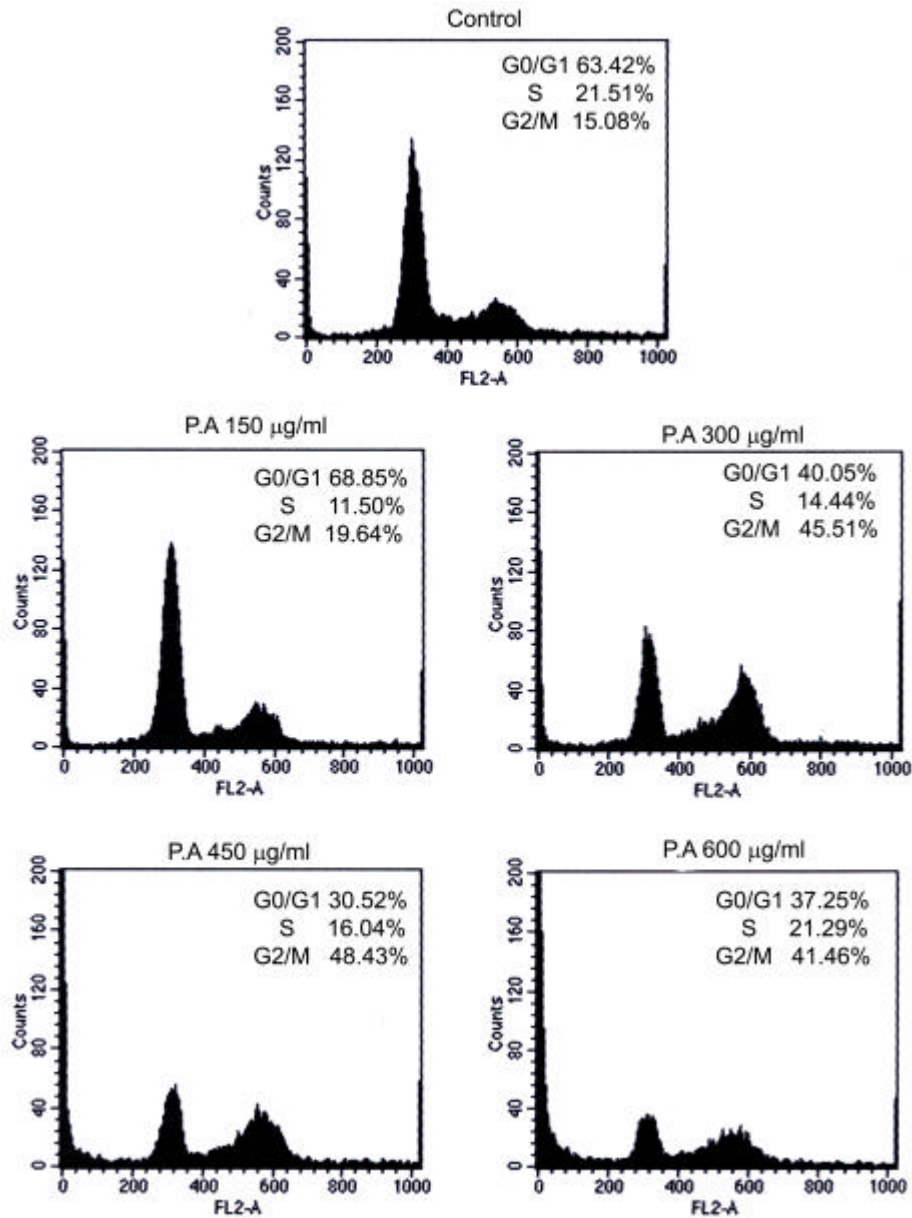 Control
200
160
120
80
40
0
Counts
G0/G1 63.42%
S 21.51%
G2/M 15.08%
0 200 400 600 800 1000
FL2-A
P.A 150 µg/ml
200
160
120
80
40
0
Counts
G0/G1 68.85%
S 11.50%
G2/M 19.64%
0 200 400 600 800 1000
FL2-A
P.A 300 µg/ml
200
160
120
80
40
0
Counts
G0/G1 40.05%
S 14.44%
G2/M 45.51%
0 200 400 600 800 1000
FL2-A
P.A 450 µg/ml
200
160
120
80
40
0
Counts
G0/G1 30.52%
S 16.04%
G2/M 48.43%
0 200 400 600 800 1000
FL2-A
P.A 600 µg/ml
200
160
120
80
40
0
Counts
G0/G1 37.25%
S 21.29%
G2/M 41.46%
0 200 400 600 800 1000
FL2-A